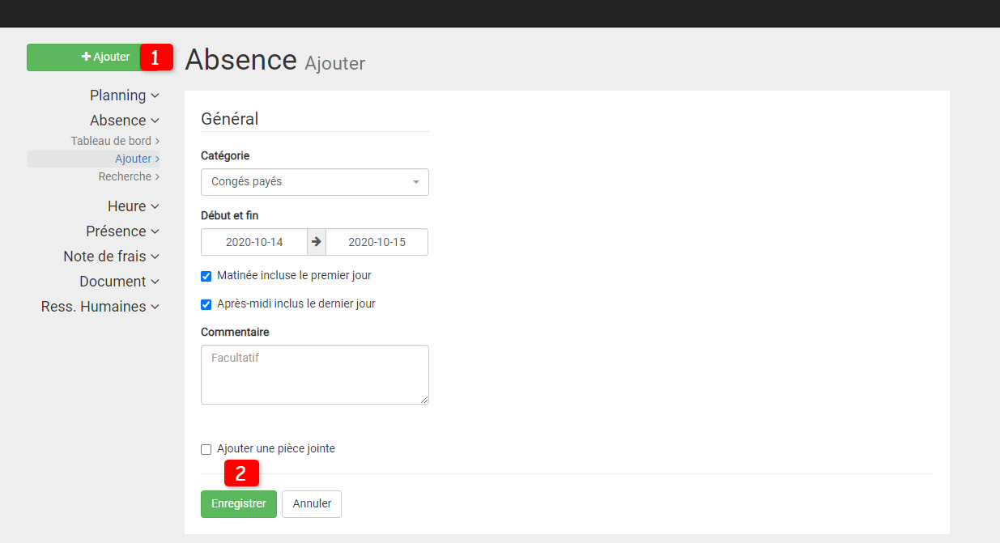 Ajouter 1
Absence Ajouter
Planning
Absence
Tableau de bord
Ajouter
Recherche
Heure
Présence
Note de frais
Document
Ress. Humaines
Général
Catégorie
Congés payés
Début et fin
2020-10-14 2020-10-15
Matinée incluse le premier jour
Après-midi inclus le dernier jour
Commentaire
Facultatif
Ajouter une pièce jointe
2
Enregistrer Annuler